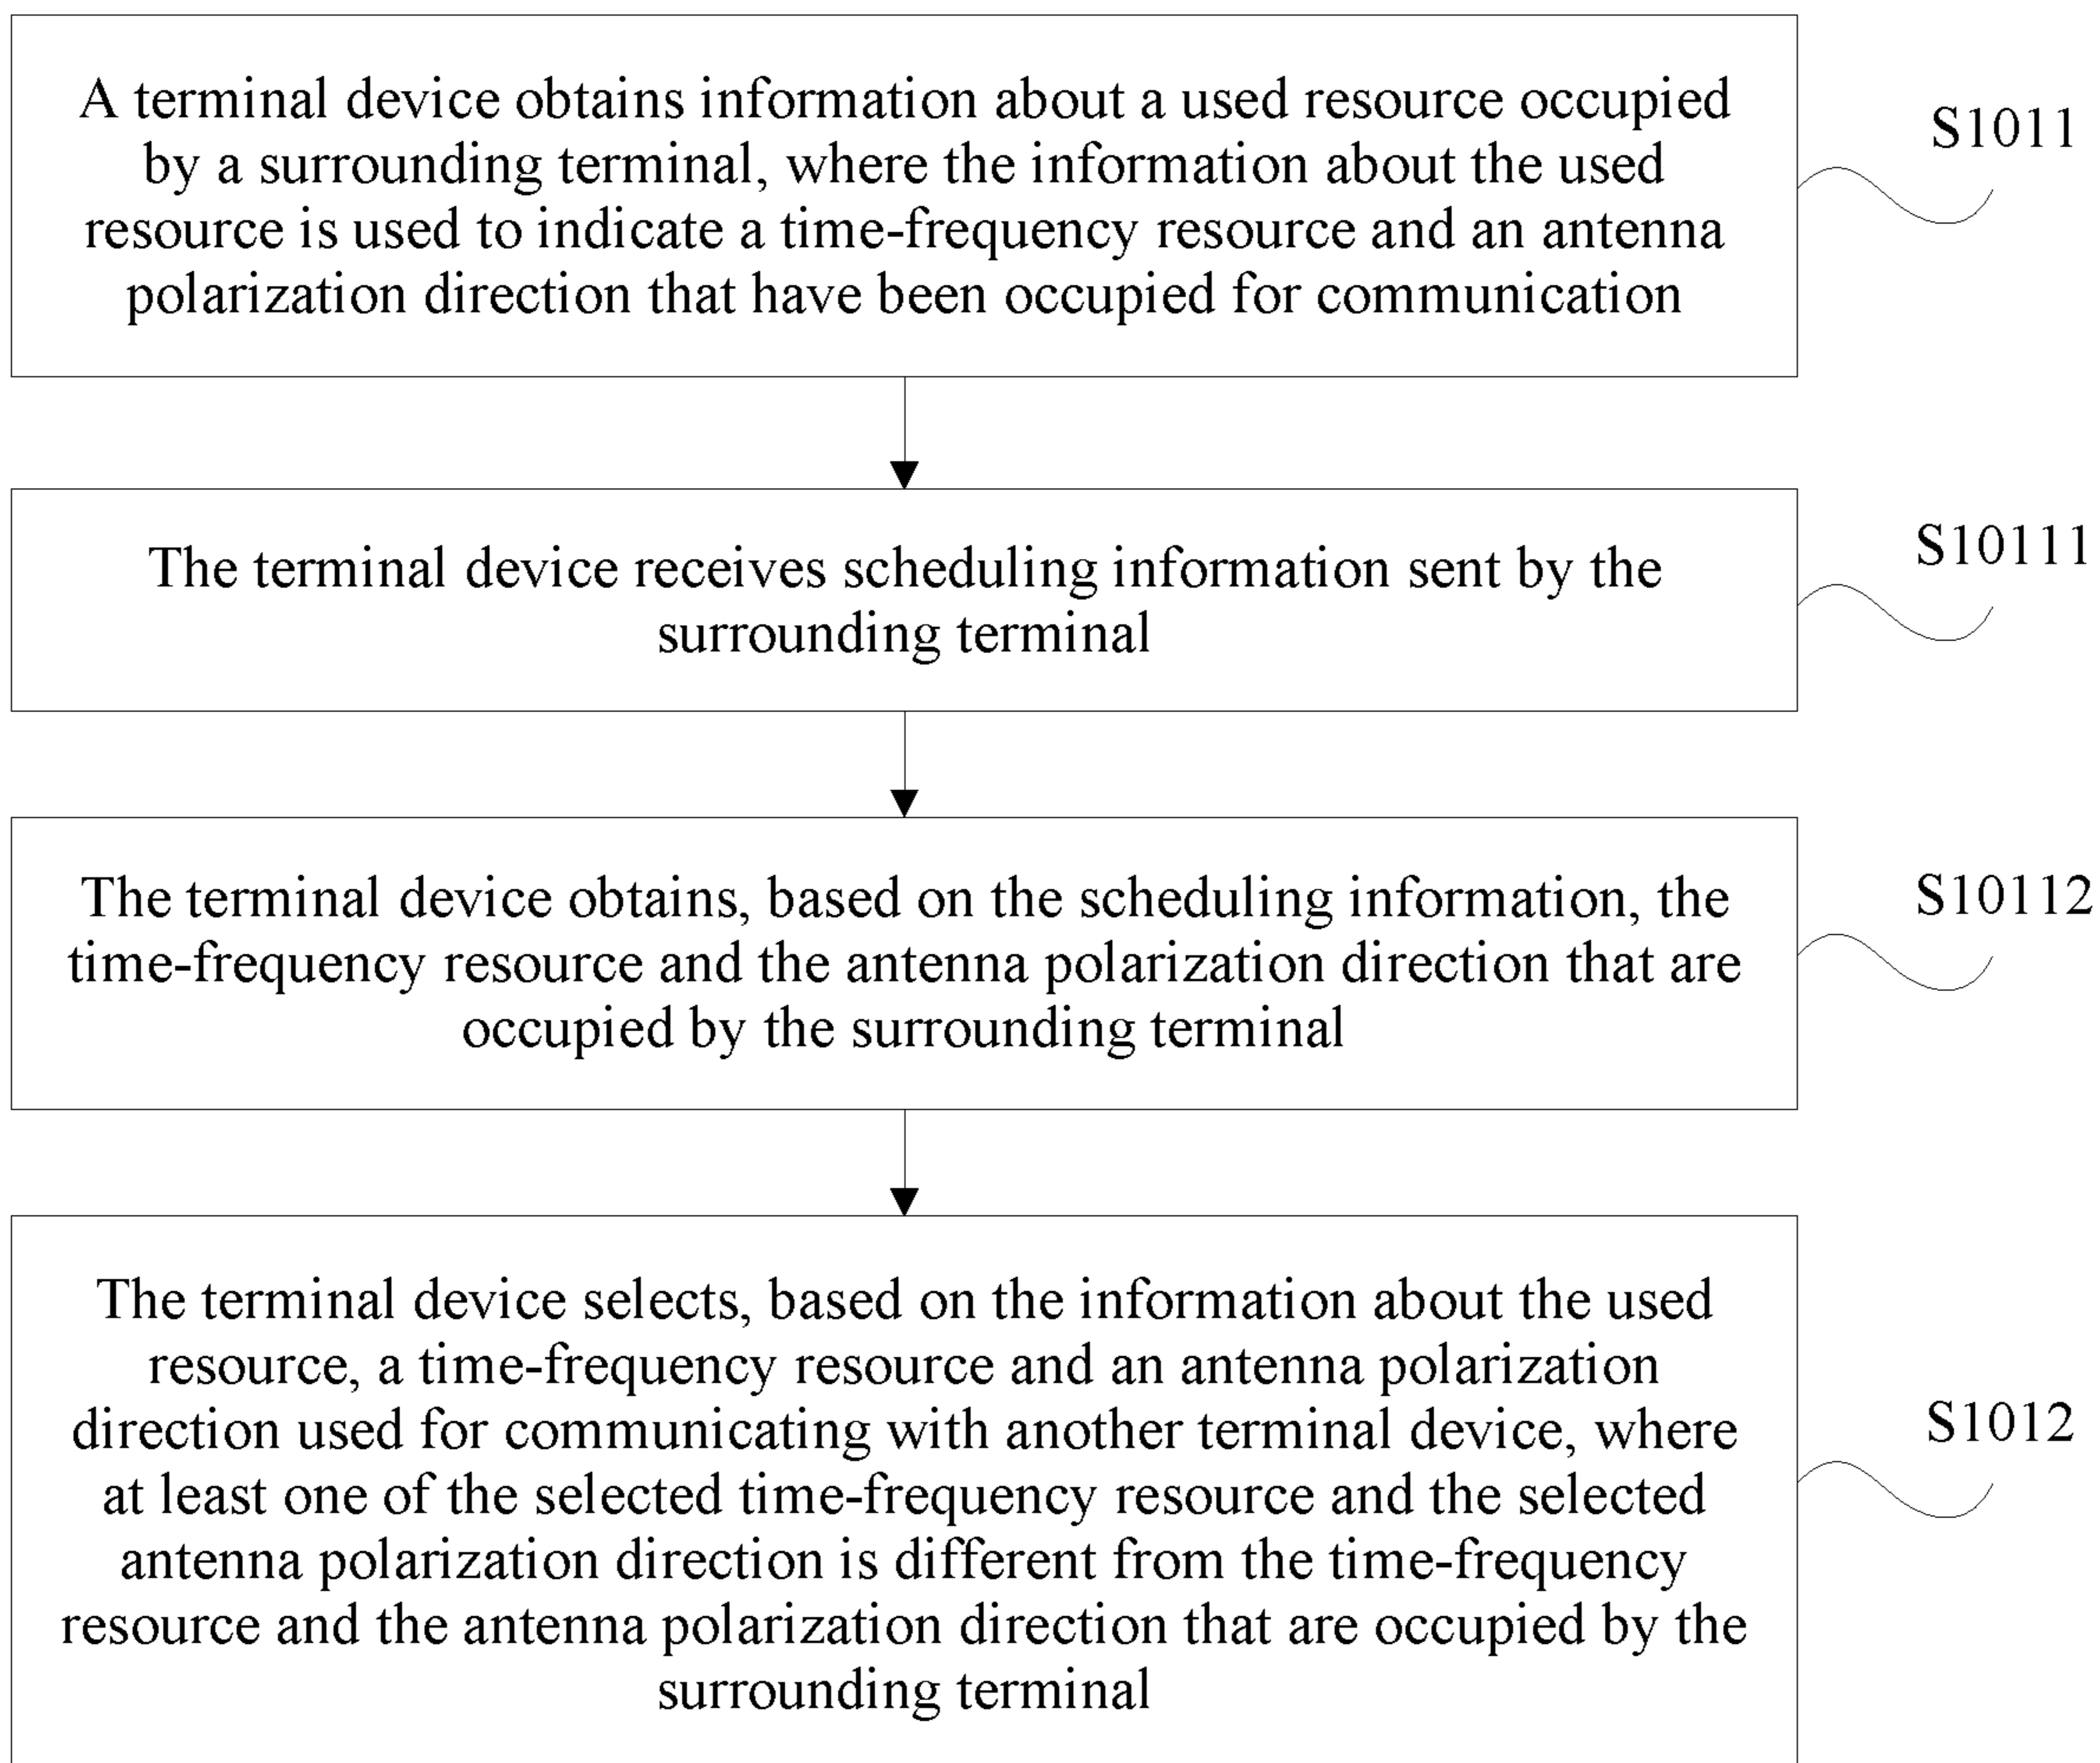 A terminal device obtains information about a used resource occupied
by a surrounding terminal, where the information about the used
resource is used to indicate a time-frequency resource and an antenna
polarization direction that have been occupied for communication
S1011
The terminal device receives scheduling information sent by the
surrounding terminal
S10111
The terminal device obtains, based on the scheduling information, the
time-frequency resource and the antenna polarization direction that are
occupied by the surrounding terminal
S10112
The terminal device selects, based on the information about the used
resource, a time-frequency resource and an antenna polarization
direction used for communicating with another terminal device, where
at least one of the selected time-frequency resource and the selected
antenna polarization direction is different from the time-frequency
resource and the antenna polarization direction that are occupied by the
surrounding terminal
S1012